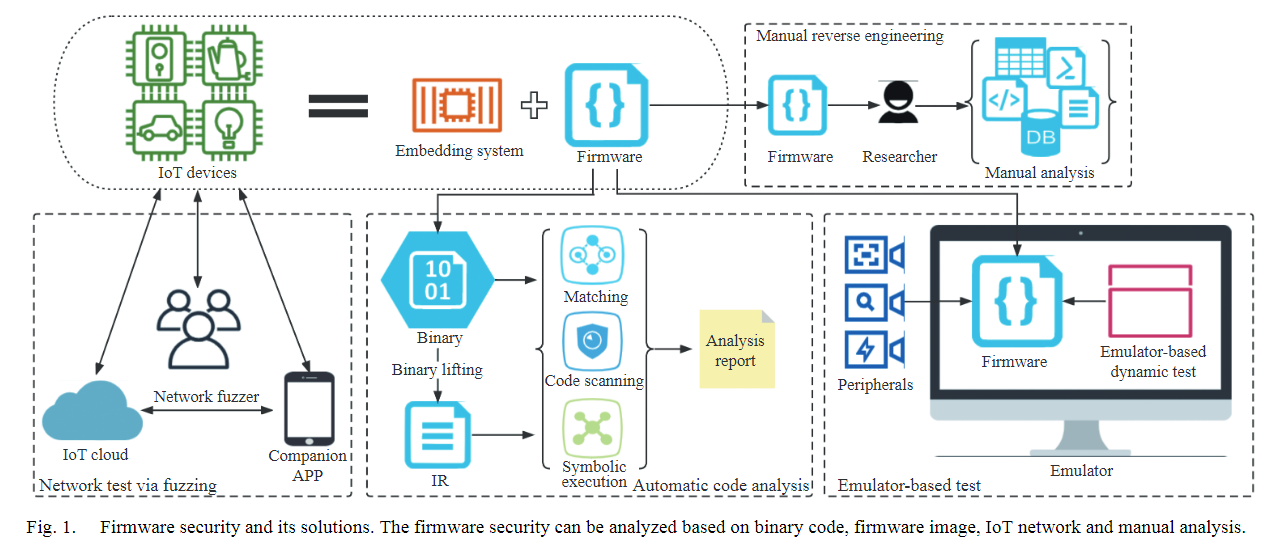 Manual reverse engineering
</>
DB
IoT devices
Embedding system
Firmware
Firmware
Researcher
Manual analysis
10
01
Matching
Binary
Analysis
report
Binary lifting
Code scanning
Firmware
Emulator-based
dynamic test
Peripherals
Network fuzzer
IoT cloud
Companion
APP
IR
Symbolic
execution
Emulator
Network test via fuzzing
Automatic code analysis
Emulator-based test
Fig. 1. Firmware security and its solutions. The firmware security can be analyzed based on binary code, firmware image, IoT network and manual analysis.